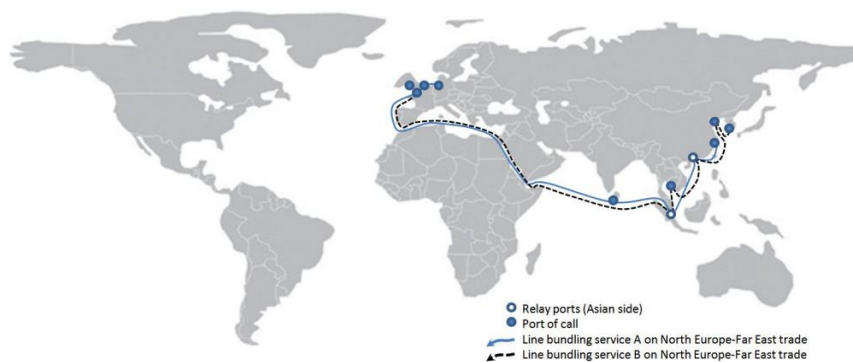 Relay ports (Asian side)
Port of call
Line bundling service A on North Europe-Far East trade
Line bundling service B on North Europe-Far East trade